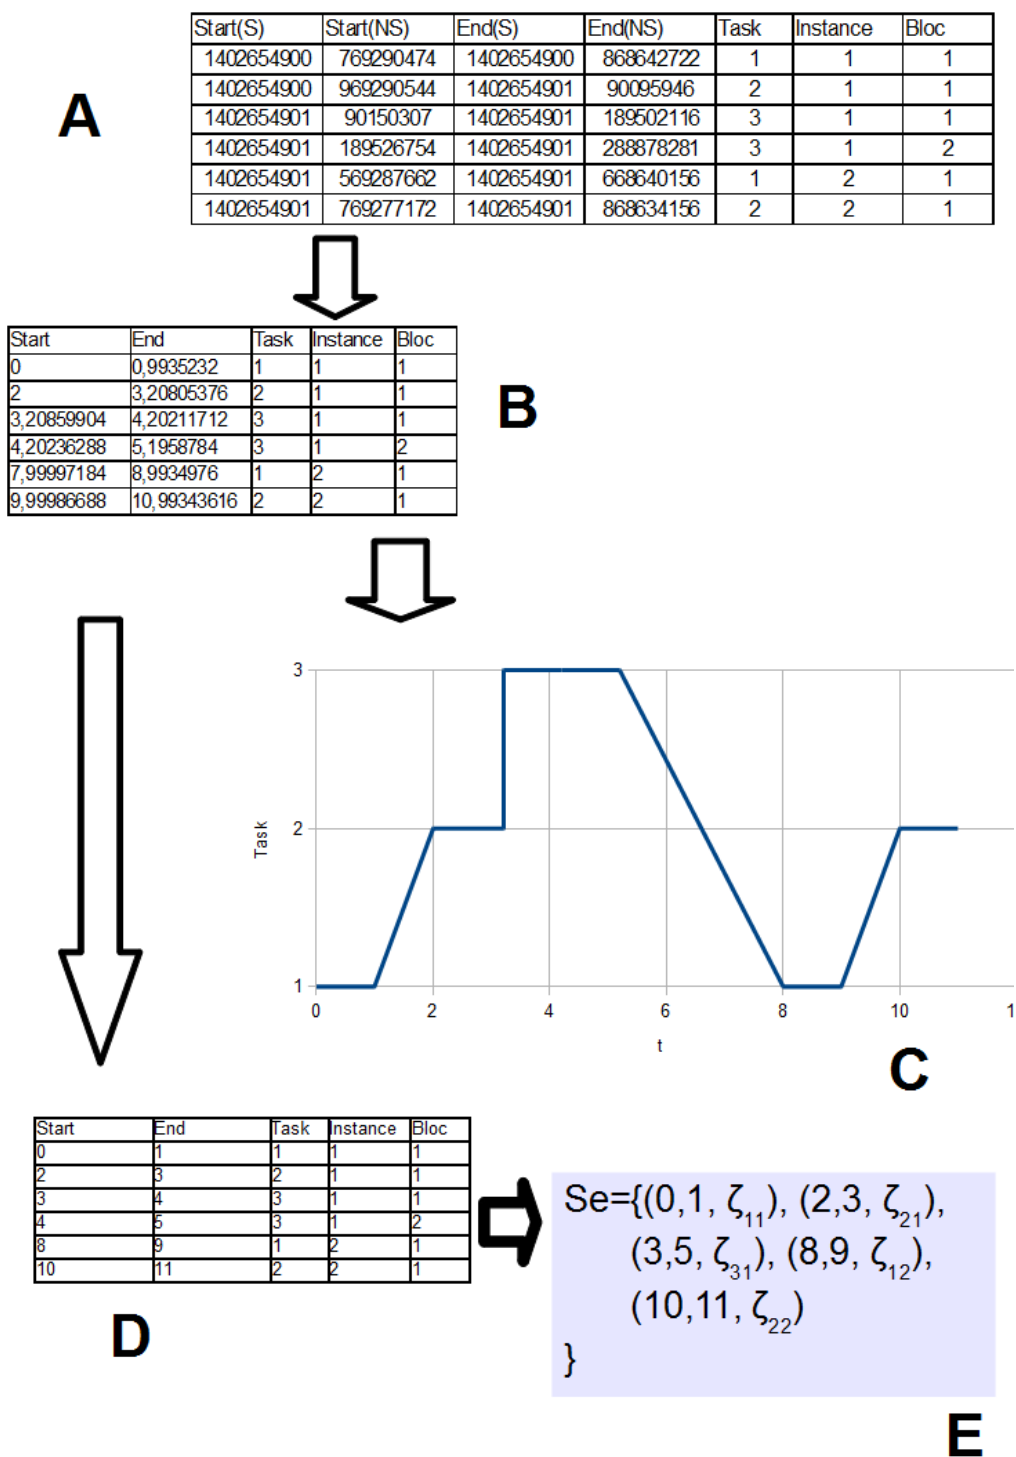 Start(S) Start(NS) End(S) End(NS) Task Instance Bloc
1402654900 769290474 1402654900 868642722 1 1 1
1402654900 969290544 1402654901 90095946 2 1 1
1402654901 90150307 1402654901 189502116 3 1 1
1402654901 189526754 1402654901 288878281 3 1 2
1402654901 569287662 1402654901 668640156 1 2 1
1402654901 769277172 1402654901 868634156 2 2 1
A
Start End Task Instance Bloc
0 0,9935232 1 1 1
2 3,20805376 2 1 1
3,20859904 4,20211712 3 1 1
4,20236288 5,1958784 3 1 2
7,99997184 8,9934976 1 2 1
9,99986688 10,99343616 2 2 1
B
3
2
1
Task
0 2 4 6 8 10 1
t
C
Start End Task Instance Bloc
0 1 1 1 1
2 3 2 1 1
3 4 3 1 1
4 5 3 1 2
8 9 1 2 1
10 11 2 2 1
D
Se={(0,1, ζ11), (2,3, ζ21),
(3,5, ζ31), (8,9, ζ12),
(10,11, ζ22)
}
E